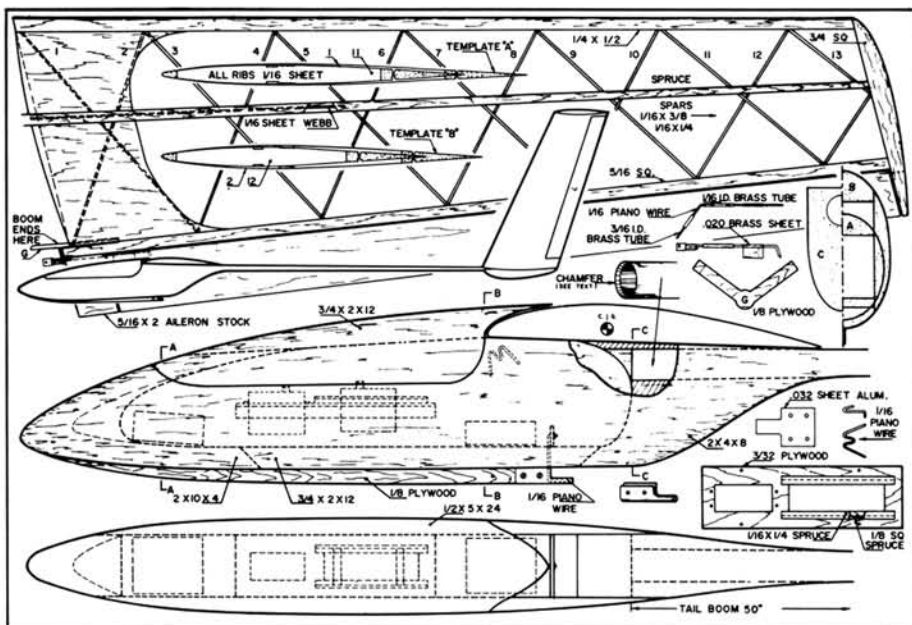 1
2
3
4
5
1
11
6
7
TEMPLATE "A"
8
9
10
11
12
13
1/4 X 1/2
3/4 SQ
ALL RIBS 1/16 SHEET
SPRUCE
1/16 SHEET WEBB
SPARS
1/16 X 3/8
1/16 X 1/4
TEMPLATE "B"
2
12
5/16 SQ.
BOOM
ENDS
HERE
G
1/16 I.D. BRASS TUBE
1/16 PIANO WIRE
3/16 I.D.
BRASS TUBE
.020 BRASS SHEET
B
A
C
CHAMFER
(SEE TEXT)
G
1/8 PLYWOOD
5/16 X 2 AILERON STOCK
3/4 X 2 X 12
B
A
C
.032 SHEET ALUM.
1/16
PIANO
WIRE
2 X 4 X 8
3/32 PLYWOOD
A
2 X 10 X 4
3/4 X 2 X 12
1/8 PLYWOOD
B
1/16 PIANO
WIRE
C
1/2 X 5 X 24
1/16 X 1/4 SPRUCE
1/8 SQ
SPRUCE
TAIL BOOM 50"